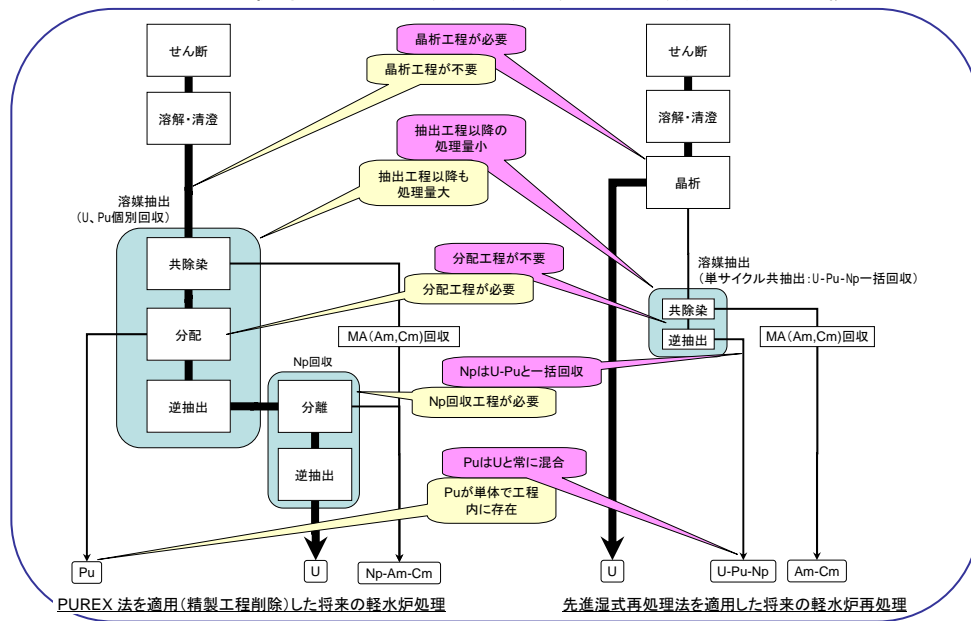 せん断
溶解・清澄
溶媒抽出
(U、Pu個別回収)
共除染
分配
逆抽出
MA(Am,Cm)回収
Np回収
分離
逆抽出
Pu
U
Np-Am-Cm
PUREX 法を適用(精製工程削除)した将来の軽水炉処理
晶析工程が必要
晶析工程が不要
抽出工程以降の
処理量小
抽出工程以降も
処理量大
分配工程が不要
分配工程が必要
NpはU-Puと一括回収
Np回収工程が必要
PuはUと常に混合
Puが単体で工程
内に存在
せん断
溶解・清澄
晶析
溶媒抽出
(単サイクル共抽出:U-Pu-Np一括回収)
共除染
逆抽出
MA(Am,Cm)回収
U
U-Pu-Np
Am-Cm
先進湿式再処理法を適用した将来の軽水炉再処理